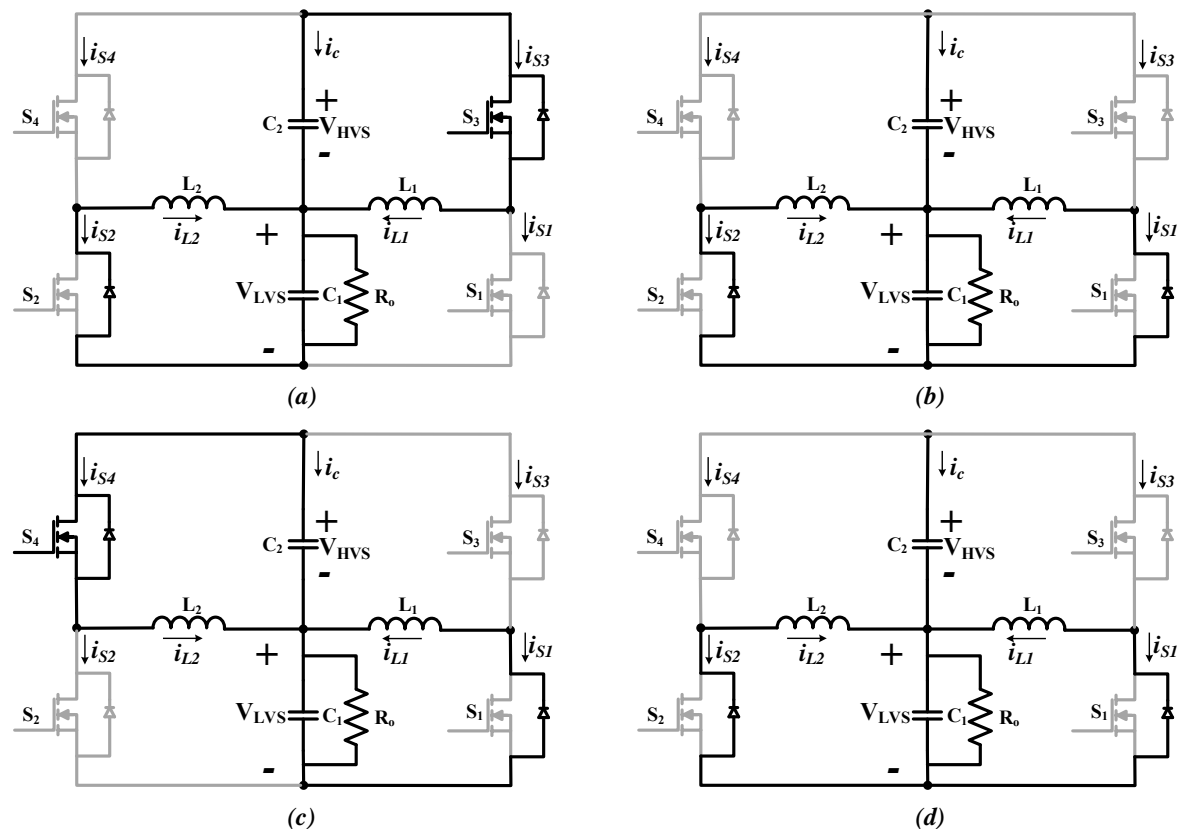 i_S4
i_c
i_S3
S_4
C_2
+
V_HVS
-
S_3
L_2
L_1
i_S2
i_L2
+
i_L1
i_S1
S_2
V_LVS
C_1
R_o
S_1
-
(a)
i_S4
i_c
i_S3
S_4
C_2
+
V_HVS
-
S_3
L_2
L_1
i_S2
i_L2
+
i_L1
i_S1
S_2
V_LVS
C_1
R_o
S_1
-
(b)
i_S4
i_c
i_S3
S_4
C_2
+
V_HVS
-
S_3
L_2
L_1
i_S2
i_L2
+
i_L1
i_S1
S_2
V_LVS
C_1
R_o
S_1
-
(c)
i_S4
i_c
i_S3
S_4
C_2
+
V_HVS
-
S_3
L_2
L_1
i_S2
i_L2
+
i_L1
i_S1
S_2
V_LVS
C_1
R_o
S_1
-
(d)